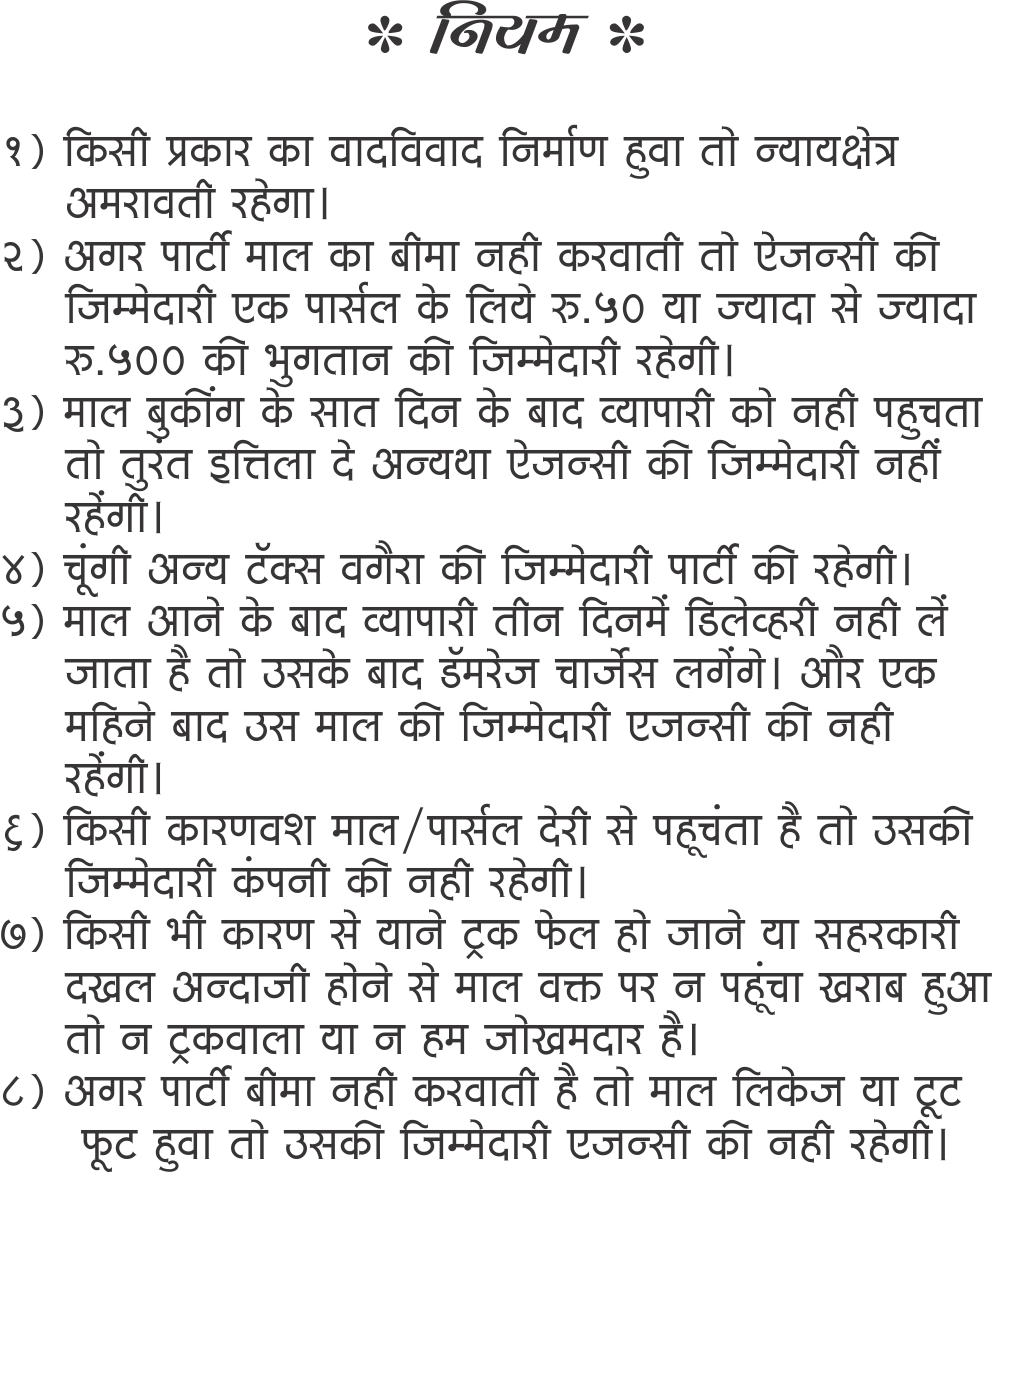 * नियम *
१) किसी प्रकार का वादविवाद निर्माण हुवा तो न्यायक्षेत्र
अमरावती रहेगा।
२) अगर पार्टी माल का बीमा नही करवाती तो ऐजन्सी की
जिम्मेदारी एक पार्सल के लिये रु.५० या ज्यादा से ज्यादा
रु.५०० की भुगतान की जिम्मेदारी रहेगी।
३) माल बुकींग के सात दिन के बाद व्यापारी को नही पहुचता
तो तुरंत इत्तिला दे अन्यथा ऐजन्सी की जिम्मेदारी नहीं
रहेंगी।
४) चूंगी अन्य टॅक्स वगैरा की जिम्मेदारी पार्टी की रहेगी।
५) माल आने के बाद व्यापारी तीन दिनमें डिलेव्हरी नही लें
जाता है तो उसके बाद डॅमरेज चार्जेस लगेंगे। और एक
महिने बाद उस माल की जिम्मेदारी एजन्सी की नही
रहेंगी।
६) किसी कारणवश माल/पार्सल देरी से पहूचंता है तो उसकी
जिम्मेदारी कंपनी की नही रहेगी।
७) किसी भी कारण से याने ट्रक फेल हो जाने या सहरकारी
दखल अन्दाजी होने से माल वक्त पर न पहूंचा खराब हुआ
तो न ट्रकवाला या न हम जोखमदार है।
८) अगर पार्टी बीमा नही करवाती है तो माल लिकेज या टूट
फूट हुवा तो उसकी जिम्मेदारी एजन्सी की नही रहेगी।